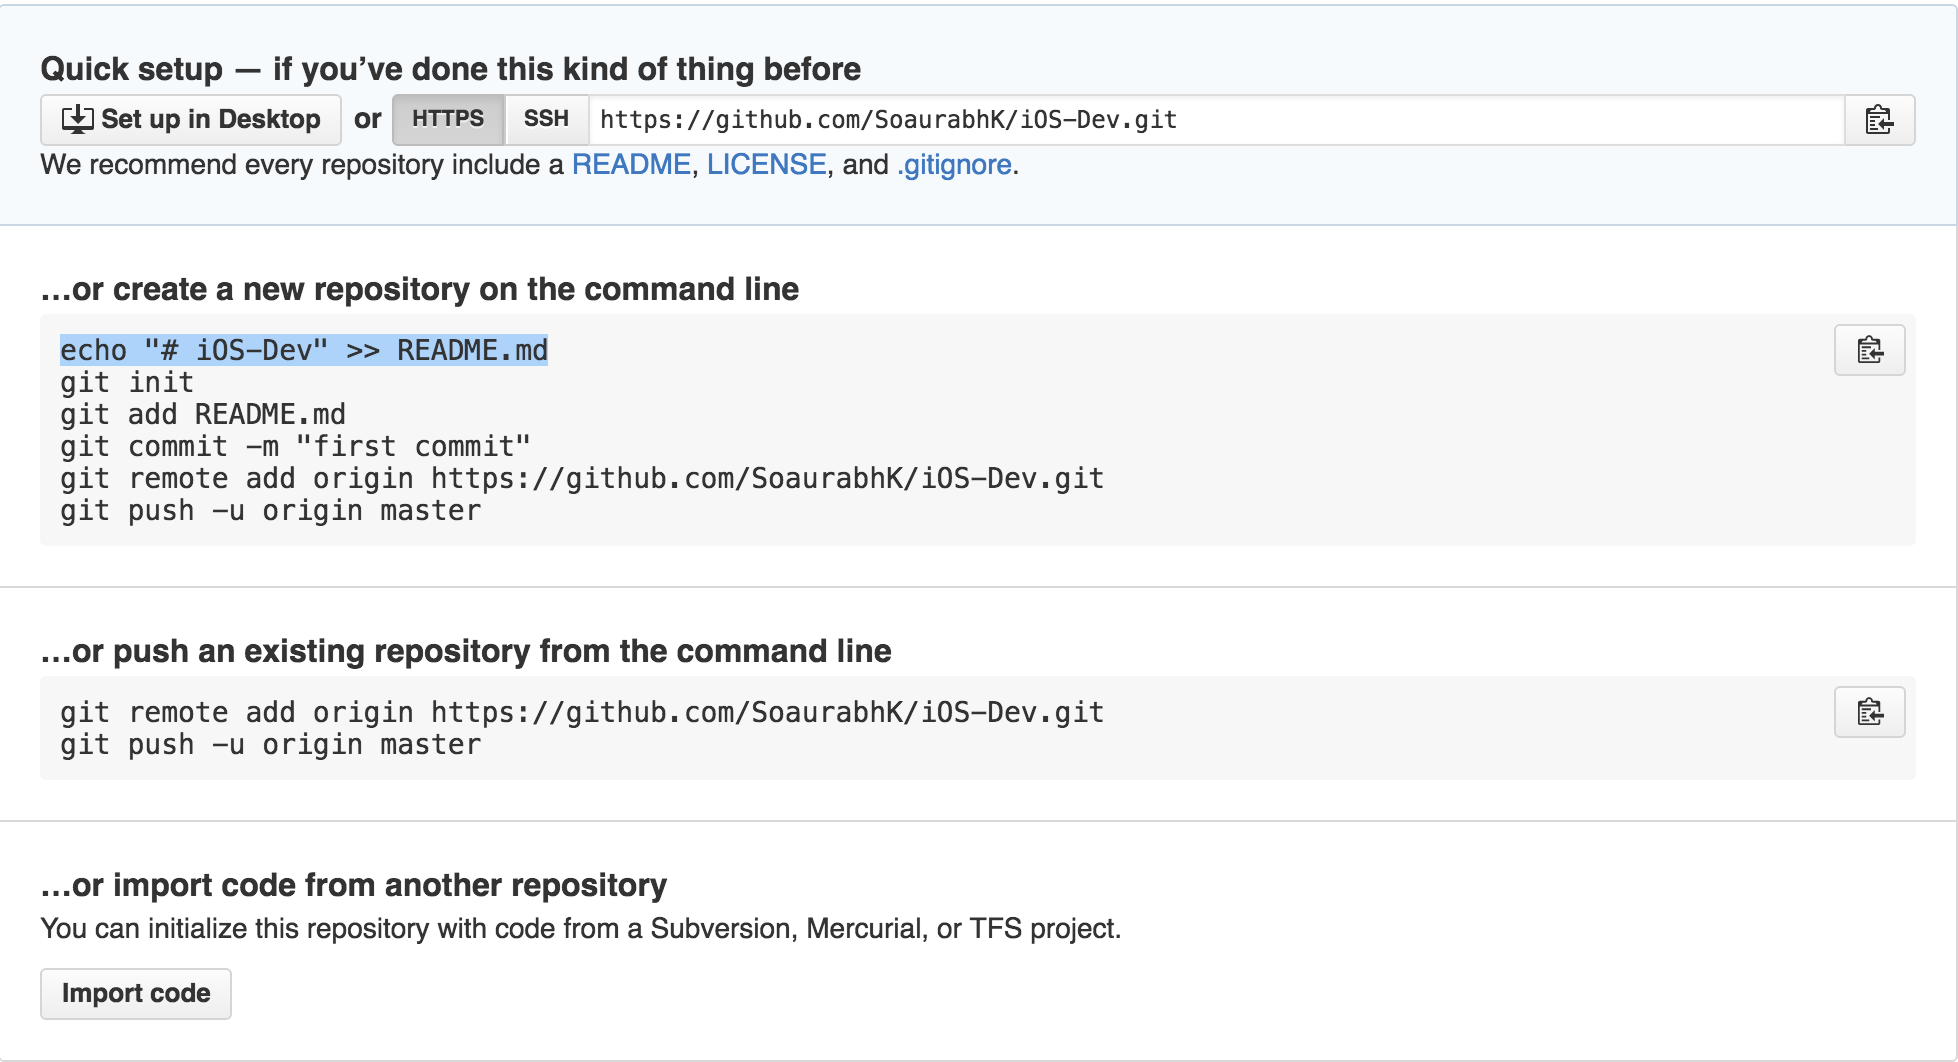 Quick setup — if you’ve done this kind of thing before
Set up in Desktop or HTTPS SSH https://github.com/SoaurabhK/iOS-Dev.git
We recommend every repository include a README, LICENSE, and .gitignore.
…or create a new repository on the command line
echo "# iOS-Dev" >> README.md
git init
git add README.md
git commit -m "first commit"
git remote add origin https://github.com/SoaurabhK/iOS-Dev.git
git push -u origin master
…or push an existing repository from the command line
git remote add origin https://github.com/SoaurabhK/iOS-Dev.git
git push -u origin master
…or import code from another repository
You can initialize this repository with code from a Subversion, Mercurial, or TFS project.
Import code